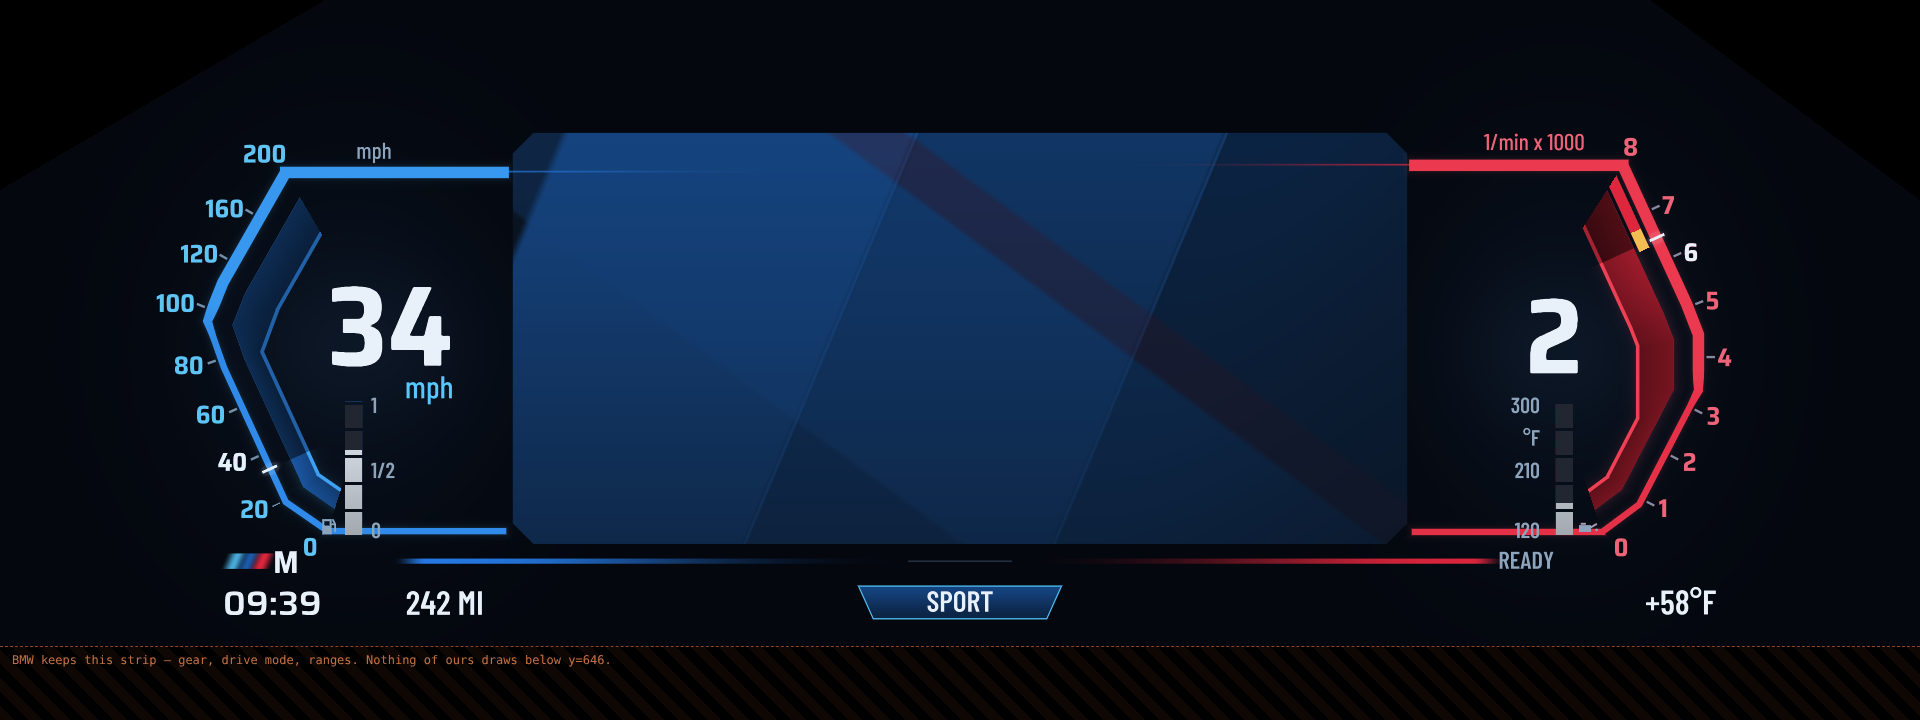 200
mph
160
120
100
80
60
40
20
0
34
mph
1
1/2
0
M
09:39
242 MI
SPORT
1/min x 1000
8
7
6
5
4
3
2
1
0
2
300
°F
210
120
READY
+58°F
BMW keeps this strip — gear, drive mode, ranges. Nothing of ours draws below y=646.